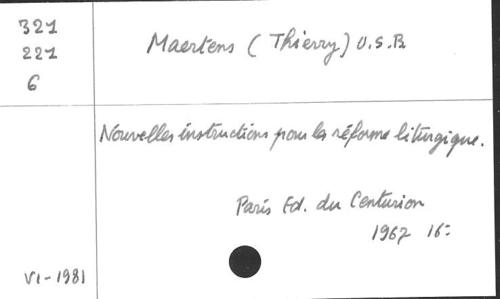 321
221
6
Maertens (Thierry) O.S.B.
Nouvelles instructions pour la réforme liturgique.
Paris Ed. du Centurion
1967 16=
VI-1981